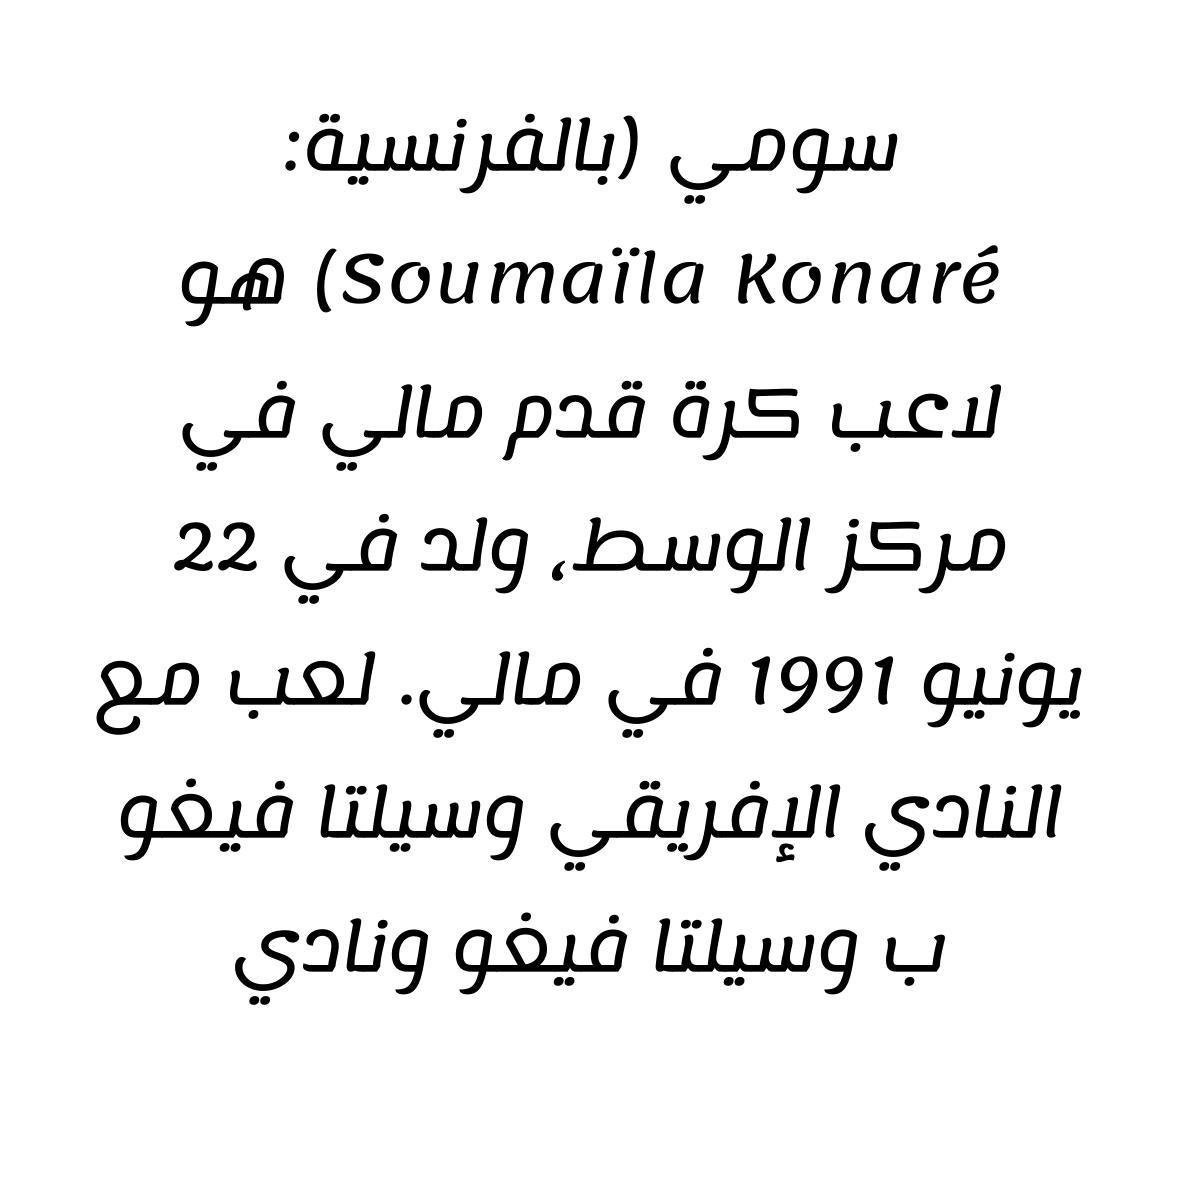 سومي (بالفرنسية:
Soumaïla Konaré) هو
لاعب كرة قدم مالي في
مركز الوسط، ولد في 22
يونيو 1991 في مالي. لعب مع
النادي الإفريقي وسيلتا فيغو
ب وسيلتا فيغو ونادي